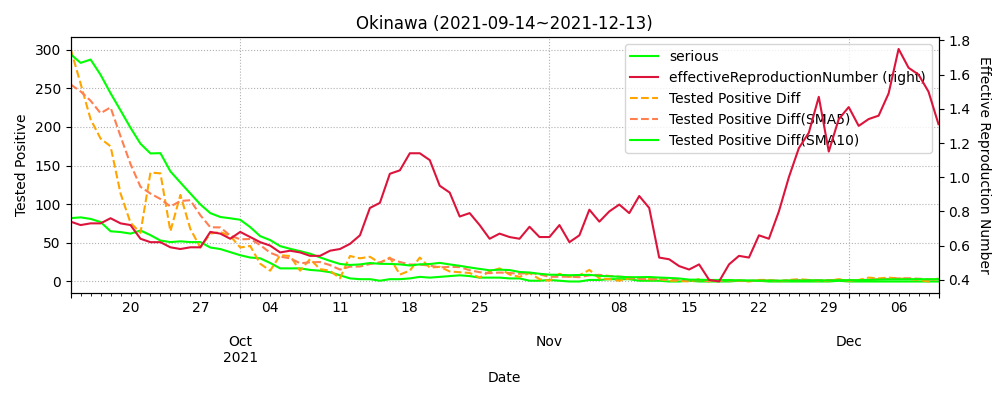 Okinawa (2021-09-14~2021-12-13)
serious
effectiveReproductionNumber (right)
Tested Positive Diff
Tested Positive Diff(SMA5)
Tested Positive Diff(SMA10)
Tested Positive
300
250
200
150
100
50
0
1.8
1.6
1.4
1.2
1.0
0.8
0.6
0.4
Effective Reproduction Number
20 27 04 11 18 25 08 15 22 29 06
Oct Nov Dec
2021
Date